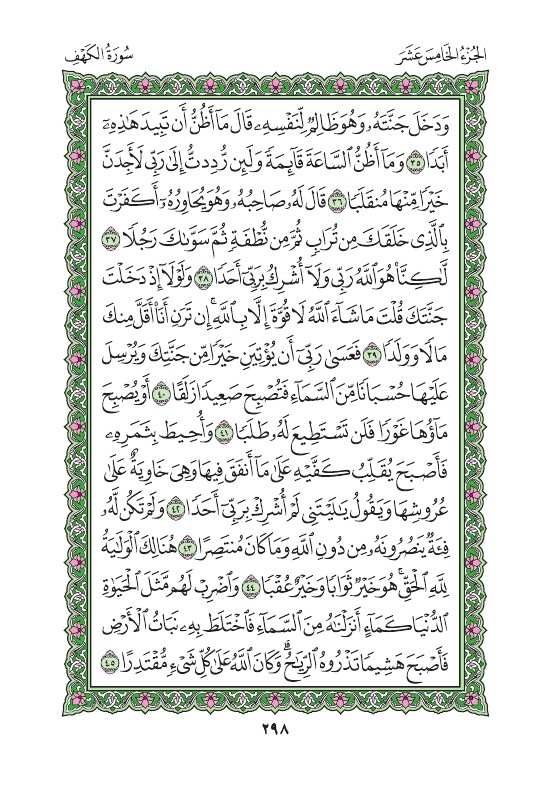 الجُزْءُ الخَامِسَ عَشَرَ
سُورَةُ الكَهْفِ
وَدَخَلَ جَنَّتَهُۥ وَهُوَ ظَالِمٌ لِّنَفْسِهِۦ قَالَ مَآ أَظُنُّ أَن تَبِيدَ هَٰذِهِۦٓ
أَبَدًا ٣٥ وَمَآ أَظُنُّ ٱلسَّاعَةَ قَآئِمَةً وَلَئِن رُّدِدتُّ إِلَىٰ رَبِّى لَأَجِدَنَّ
خَيْرًا مِّنْهَا مُنقَلَبًا ٣٦ قَالَ لَهُۥ صَاحِبُهُۥ وَهُوَ يُحَاوِرُهُۥٓ أَكَفَرْتَ
بِٱلَّذِى خَلَقَكَ مِن تُرَابٍ ثُمَّ مِن نُّطْفَةٍ ثُمَّ سَوَّىٰكَ رَجُلًا ٣٧
لَّٰكِنَّا۠ هُوَ ٱللَّهُ رَبِّى وَلَآ أُشْرِكُ بِرَبِّىٓ أَحَدًا ٣٨ وَلَوْلَآ إِذْ دَخَلْتَ
جَنَّتَكَ قُلْتَ مَا شَآءَ ٱللَّهُ لَا قُوَّةَ إِلَّا بِٱللَّهِۚ إِن تَرَنِ أَنَا۠ أَقَلَّ مِنكَ
مَالًا وَوَلَدًا ٣٩ فَعَسَىٰ رَبِّىٓ أَن يُؤْتِيَنِ خَيْرًا مِّن جَنَّتِكَ وَيُرْسِلَ
عَلَيْهَا حُسْبَانًا مِّنَ ٱلسَّمَآءِ فَتُصْبِحَ صَعِيدًا زَلَقًا ٤٠ أَوْ يُصْبِحَ
مَآؤُهَا غَوْرًا فَلَن تَسْتَطِيعَ لَهُۥ طَلَبًا ٤١ وَأُحِيطَ بِثَمَرِهِۦ
فَأَصْبَحَ يُقَلِّبُ كَفَّيْهِ عَلَىٰ مَآ أَنفَقَ فِيهَا وَهِىَ خَاوِيَةٌ عَلَىٰ
عُرُوشِهَا وَيَقُولُ يَٰلَيْتَنِى لَمْ أُشْرِكْ بِرَبِّىٓ أَحَدًا ٤٢ وَلَمْ تَكُن لَّهُۥ
فِئَةٌ يَنصُرُونَهُۥ مِن دُونِ ٱللَّهِ وَمَا كَانَ مُنتَصِرًا ٤٣ هُنَالِكَ ٱلْوَلَٰيَةُ
لِلَّهِ ٱلْحَقِّۚ هُوَ خَيْرٌ ثَوَابًا وَخَيْرٌ عُقْبًا ٤٤ وَٱضْرِبْ لَهُم مَّثَلَ ٱلْحَيَوٰةِ
ٱلدُّنْيَا كَمَآءٍ أَنزَلْنَٰهُ مِنَ ٱلسَّمَآءِ فَٱخْتَلَطَ بِهِۦ نَبَاتُ ٱلْأَرْضِ
فَأَصْبَحَ هَشِيمًا تَذْرُوهُ ٱلرِّيَٰحُۗ وَكَانَ ٱللَّهُ عَلَىٰ كُلِّ شَىْءٍ مُّقْتَدِرًا ٤٥
٢٩٨